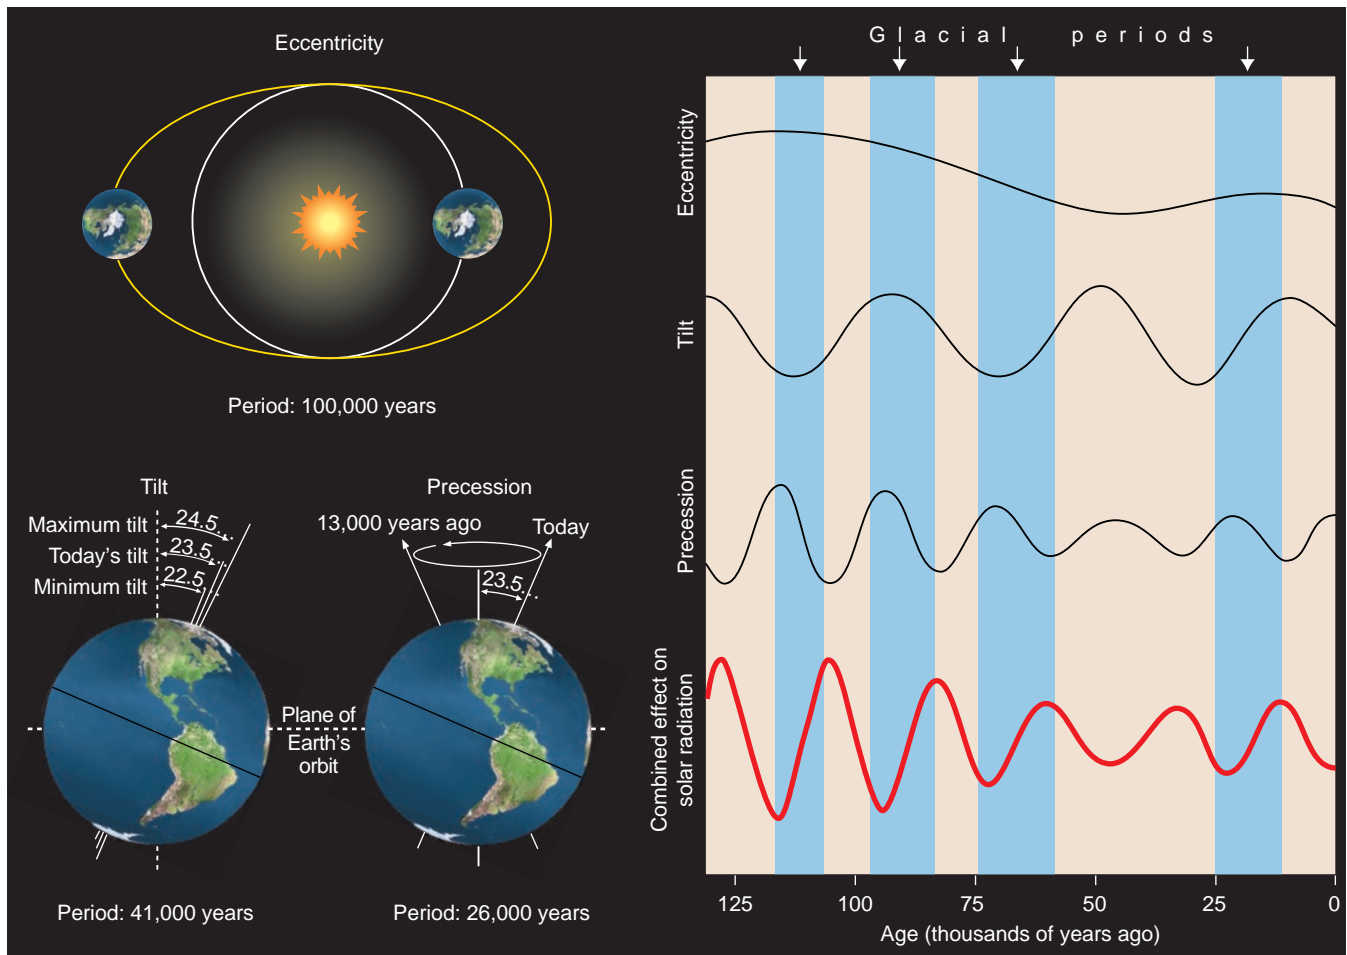 Eccentricity
Period: 100,000 years
Tilt
Maximum tilt
24.5...
Today's tilt
23.5...
Minimum tilt
22.5...
Period: 41,000 years
Precession
13,000 years ago
Today
23.5...
Plane of
Earth's
orbit
Period: 26,000 years
Glacial periods
Eccentricity
Tilt
Precession
Combined effect on
solar radiation
125 100 75 50 25 0
Age (thousands of years ago)